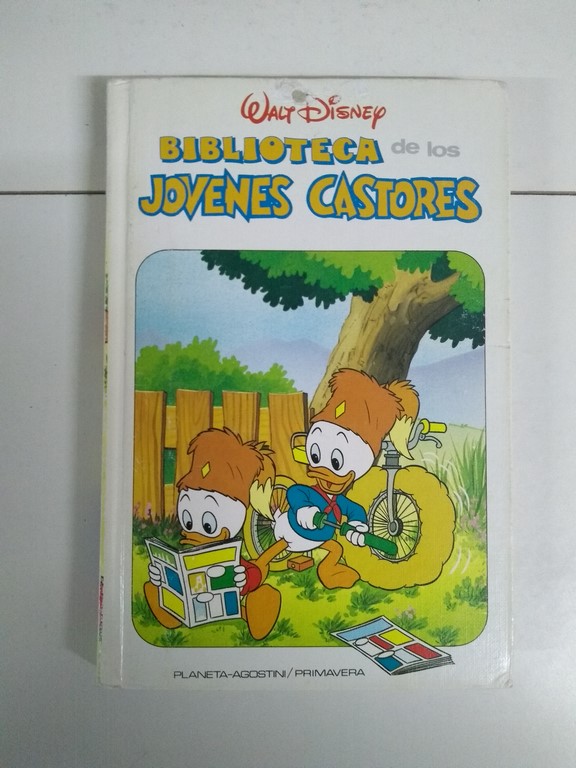 WALT DISNEY
BIBLIOTECA de los
JOVENES CASTORES
PLANETA-AGOSTINI/PRIMAVERA